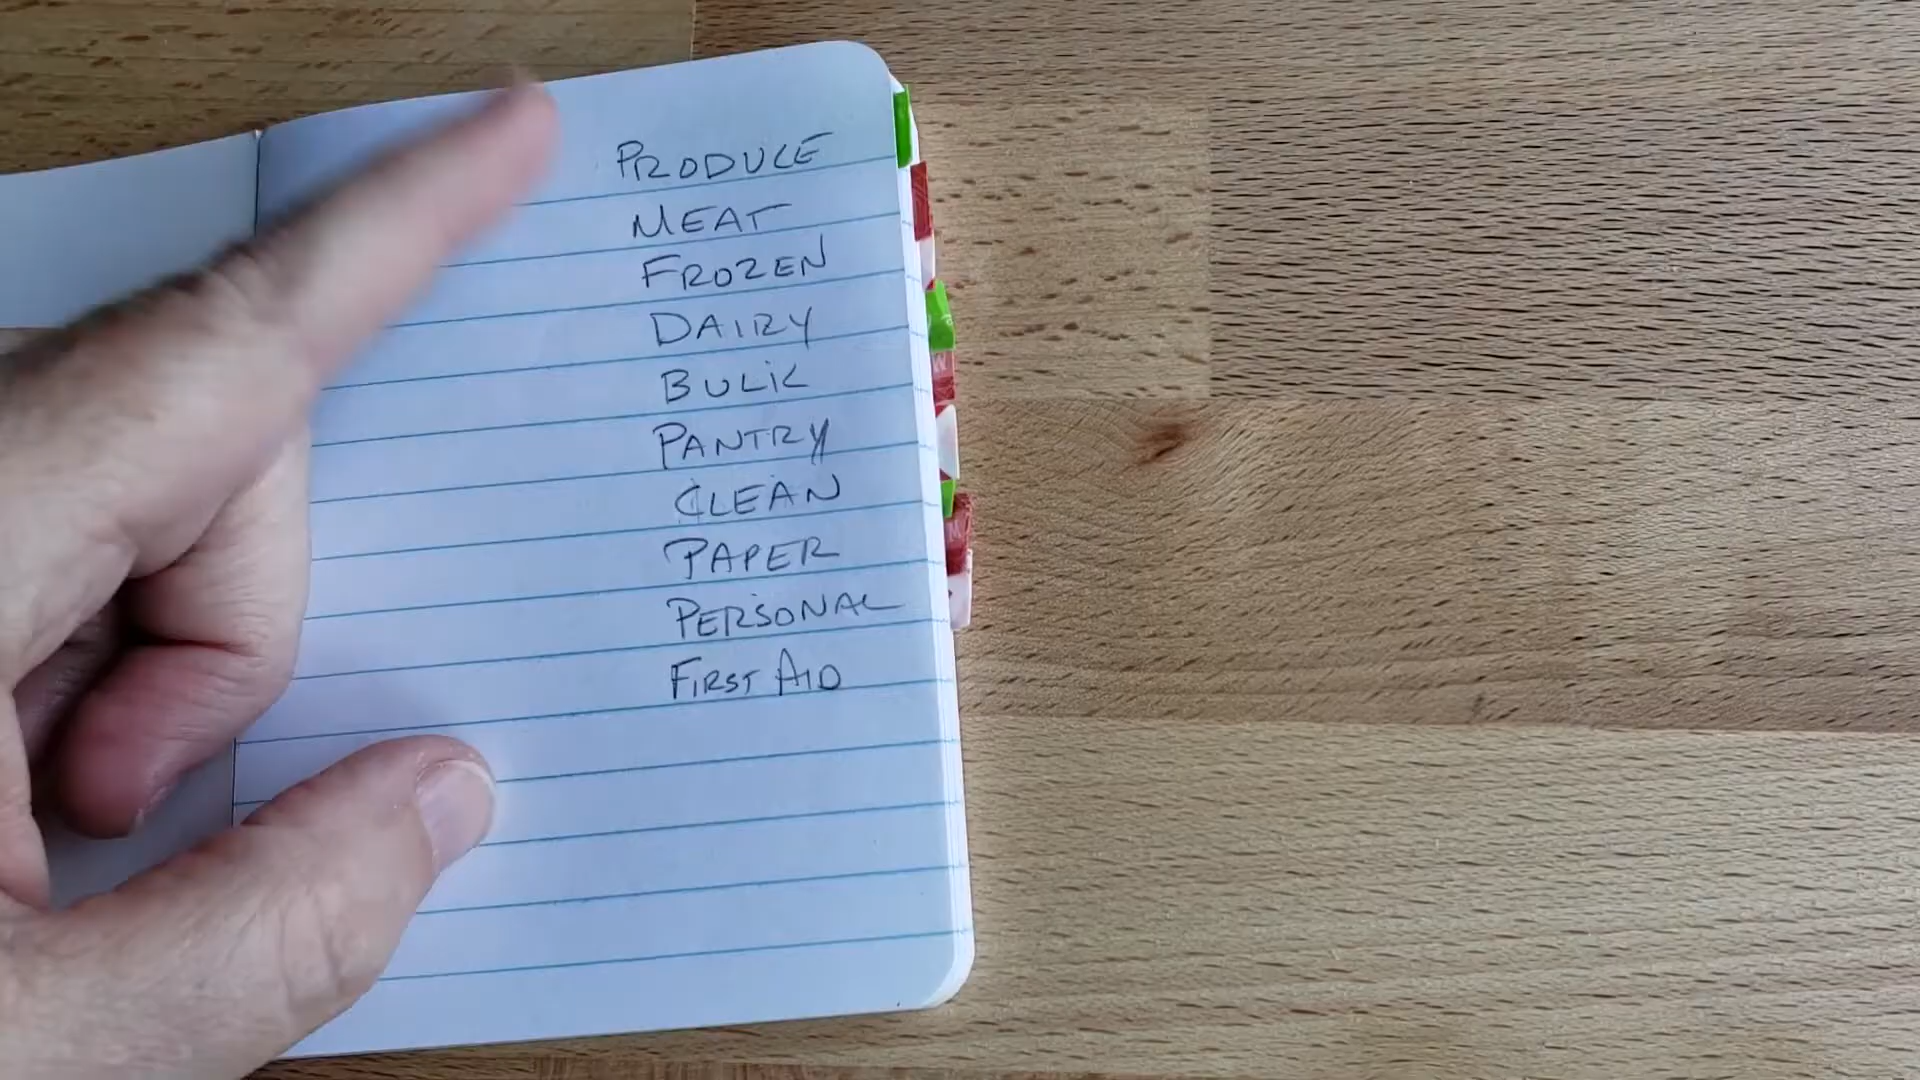 PRODUCE
MEAT
FROZEN
DAIRY
BULK
PANTRY
CLEAN
PAPER
PERSONAL
FIRST AID